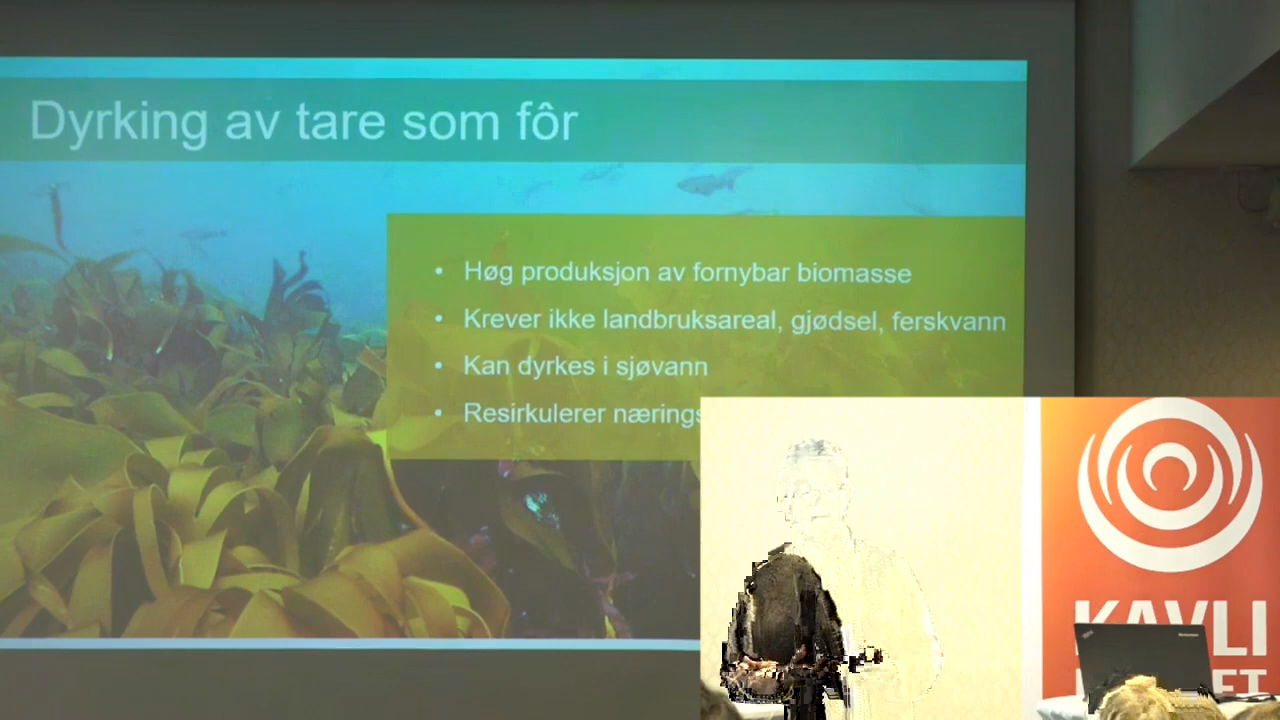 Dyrking av tare som fôr
• Høg produksjon av fornybar biomasse
• Krever ikke landbruksareal, gjødsel, ferskvann
• Kan dyrkes i sjøvann
• Resirkulerer nærings
KAVLI